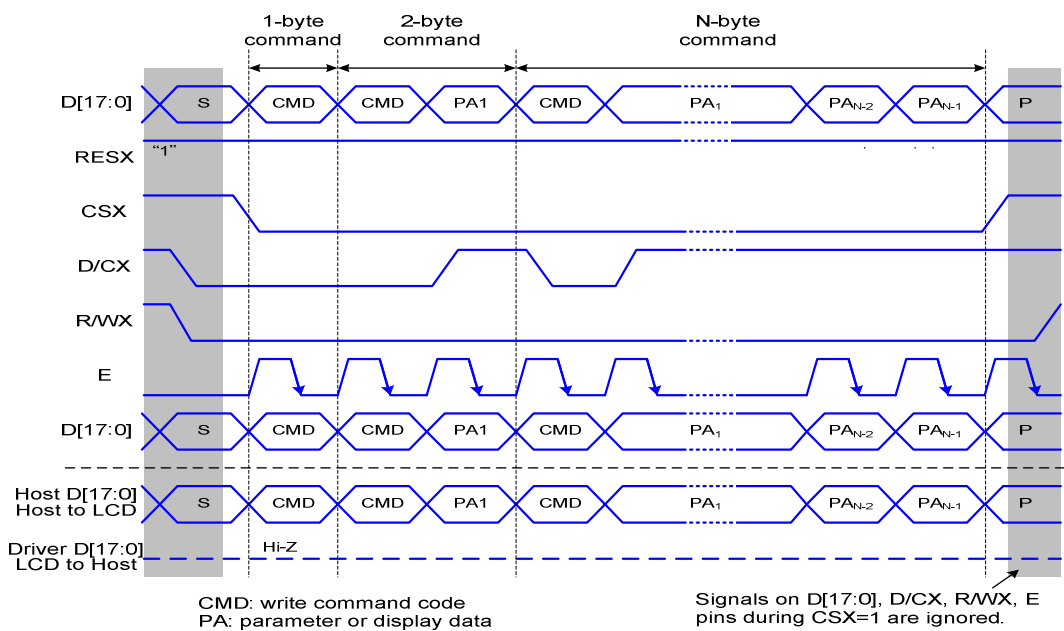 1-byte
command
2-byte
command
N-byte
command
D[17:0] S CMD CMD PA1 CMD PA₁ PAN-2 PAN-1 P
RESX "1"
CSX
D/CX
R/WX
E
D[17:0] S CMD CMD PA1 CMD PA₁ PAN-2 PAN-1 P
Host D[17:0]
Host to LCD
S CMD CMD PA1 CMD PA₁ PAN-2 PAN-1 P
Driver D[17:0]
LCD to Host
Hi-Z
CMD: write command code
PA: parameter or display data
Signals on D[17:0], D/CX, R/WX, E
pins during CSX=1 are ignored.